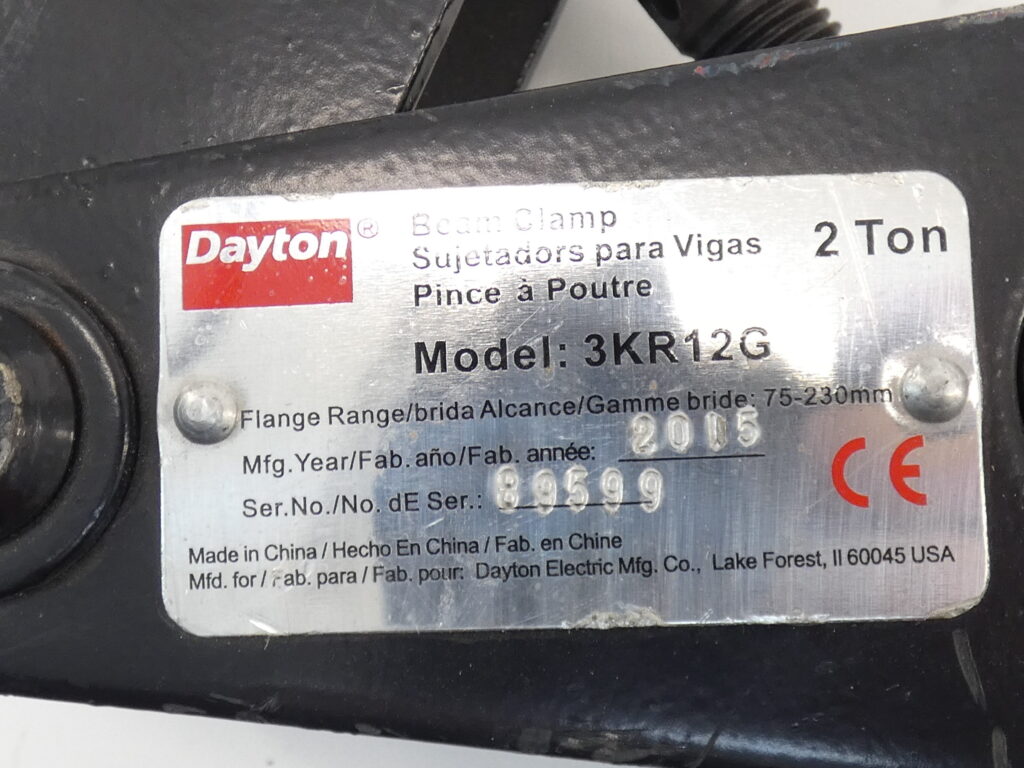 Dayton®
Beam Clamp
Sujetadors para Vigas
Pince à Poutre
2 Ton
Model: 3KR12G
Flange Range/brida Alcance/Gamme bride: 75-230mm
Mfg.Year/Fab. año/Fab. année: 2015
Ser.No./No. dE Ser.: 89599
CE
Made in China / Hecho En China / Fab. en Chine
Mfd. for / Fab. para / Fab. pour: Dayton Electric Mfg. Co., Lake Forest, Il 60045 USA